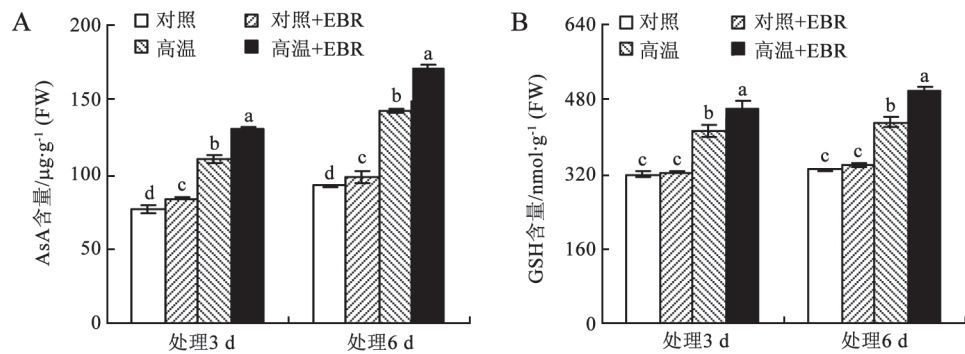 A
200
150
100
50
0
AsA含量/μg·g⁻¹ (FW)
对照
对照+EBR
高温
高温+EBR
d
c
b
a
d
c
b
a
处理3 d
处理6 d
B
640
480
320
160
0
GSH含量/nmol·g⁻¹ (FW)
对照
对照+EBR
高温
高温+EBR
c
c
b
a
c
c
b
a
处理3 d
处理6 d